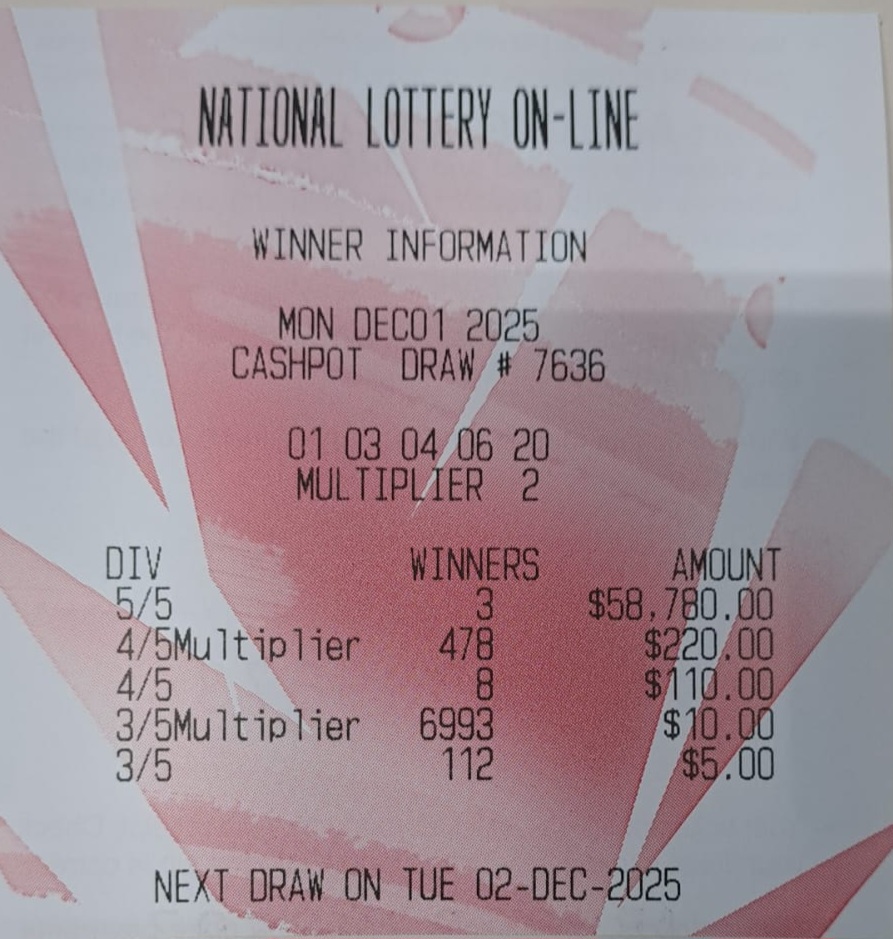 NATIONAL LOTTERY ON-LINE
WINNER INFORMATION
MON DEC01 2025
CASHPOT DRAW # 7636
01 03 04 06 20
MULTIPLIER 2
DIV WINNERS AMOUNT
5/5 3 $58,780.00
4/5Multiplier 478 $220.00
4/5 8 $110.00
3/5Multiplier 6993 $10.00
3/5 112 $5.00
NEXT DRAW ON TUE 02-DEC-2025